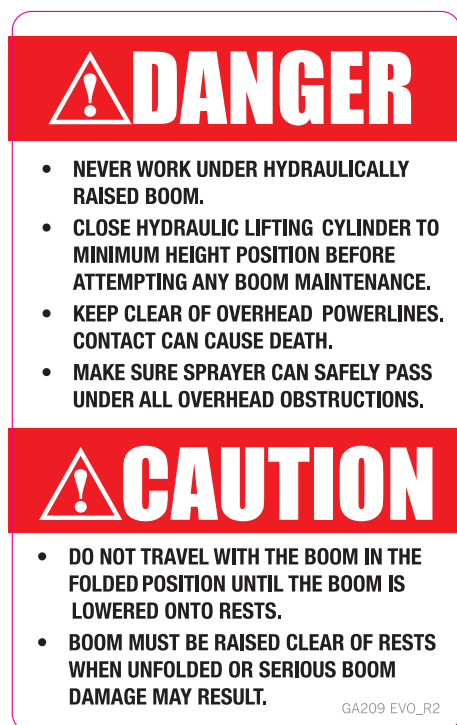 DANGER
• NEVER WORK UNDER HYDRAULICALLY
RAISED BOOM.
• CLOSE HYDRAULIC LIFTING CYLINDER TO
MINIMUM HEIGHT POSITION BEFORE
ATTEMPTING ANY BOOM MAINTENANCE.
• KEEP CLEAR OF OVERHEAD POWERLINES.
CONTACT CAN CAUSE DEATH.
• MAKE SURE SPRAYER CAN SAFELY PASS
UNDER ALL OVERHEAD OBSTRUCTIONS.
CAUTION
• DO NOT TRAVEL WITH THE BOOM IN THE
FOLDED POSITION UNTIL THE BOOM IS
LOWERED ONTO RESTS.
• BOOM MUST BE RAISED CLEAR OF RESTS
WHEN UNFOLDED OR SERIOUS BOOM
DAMAGE MAY RESULT.
GA209 EVO_R2